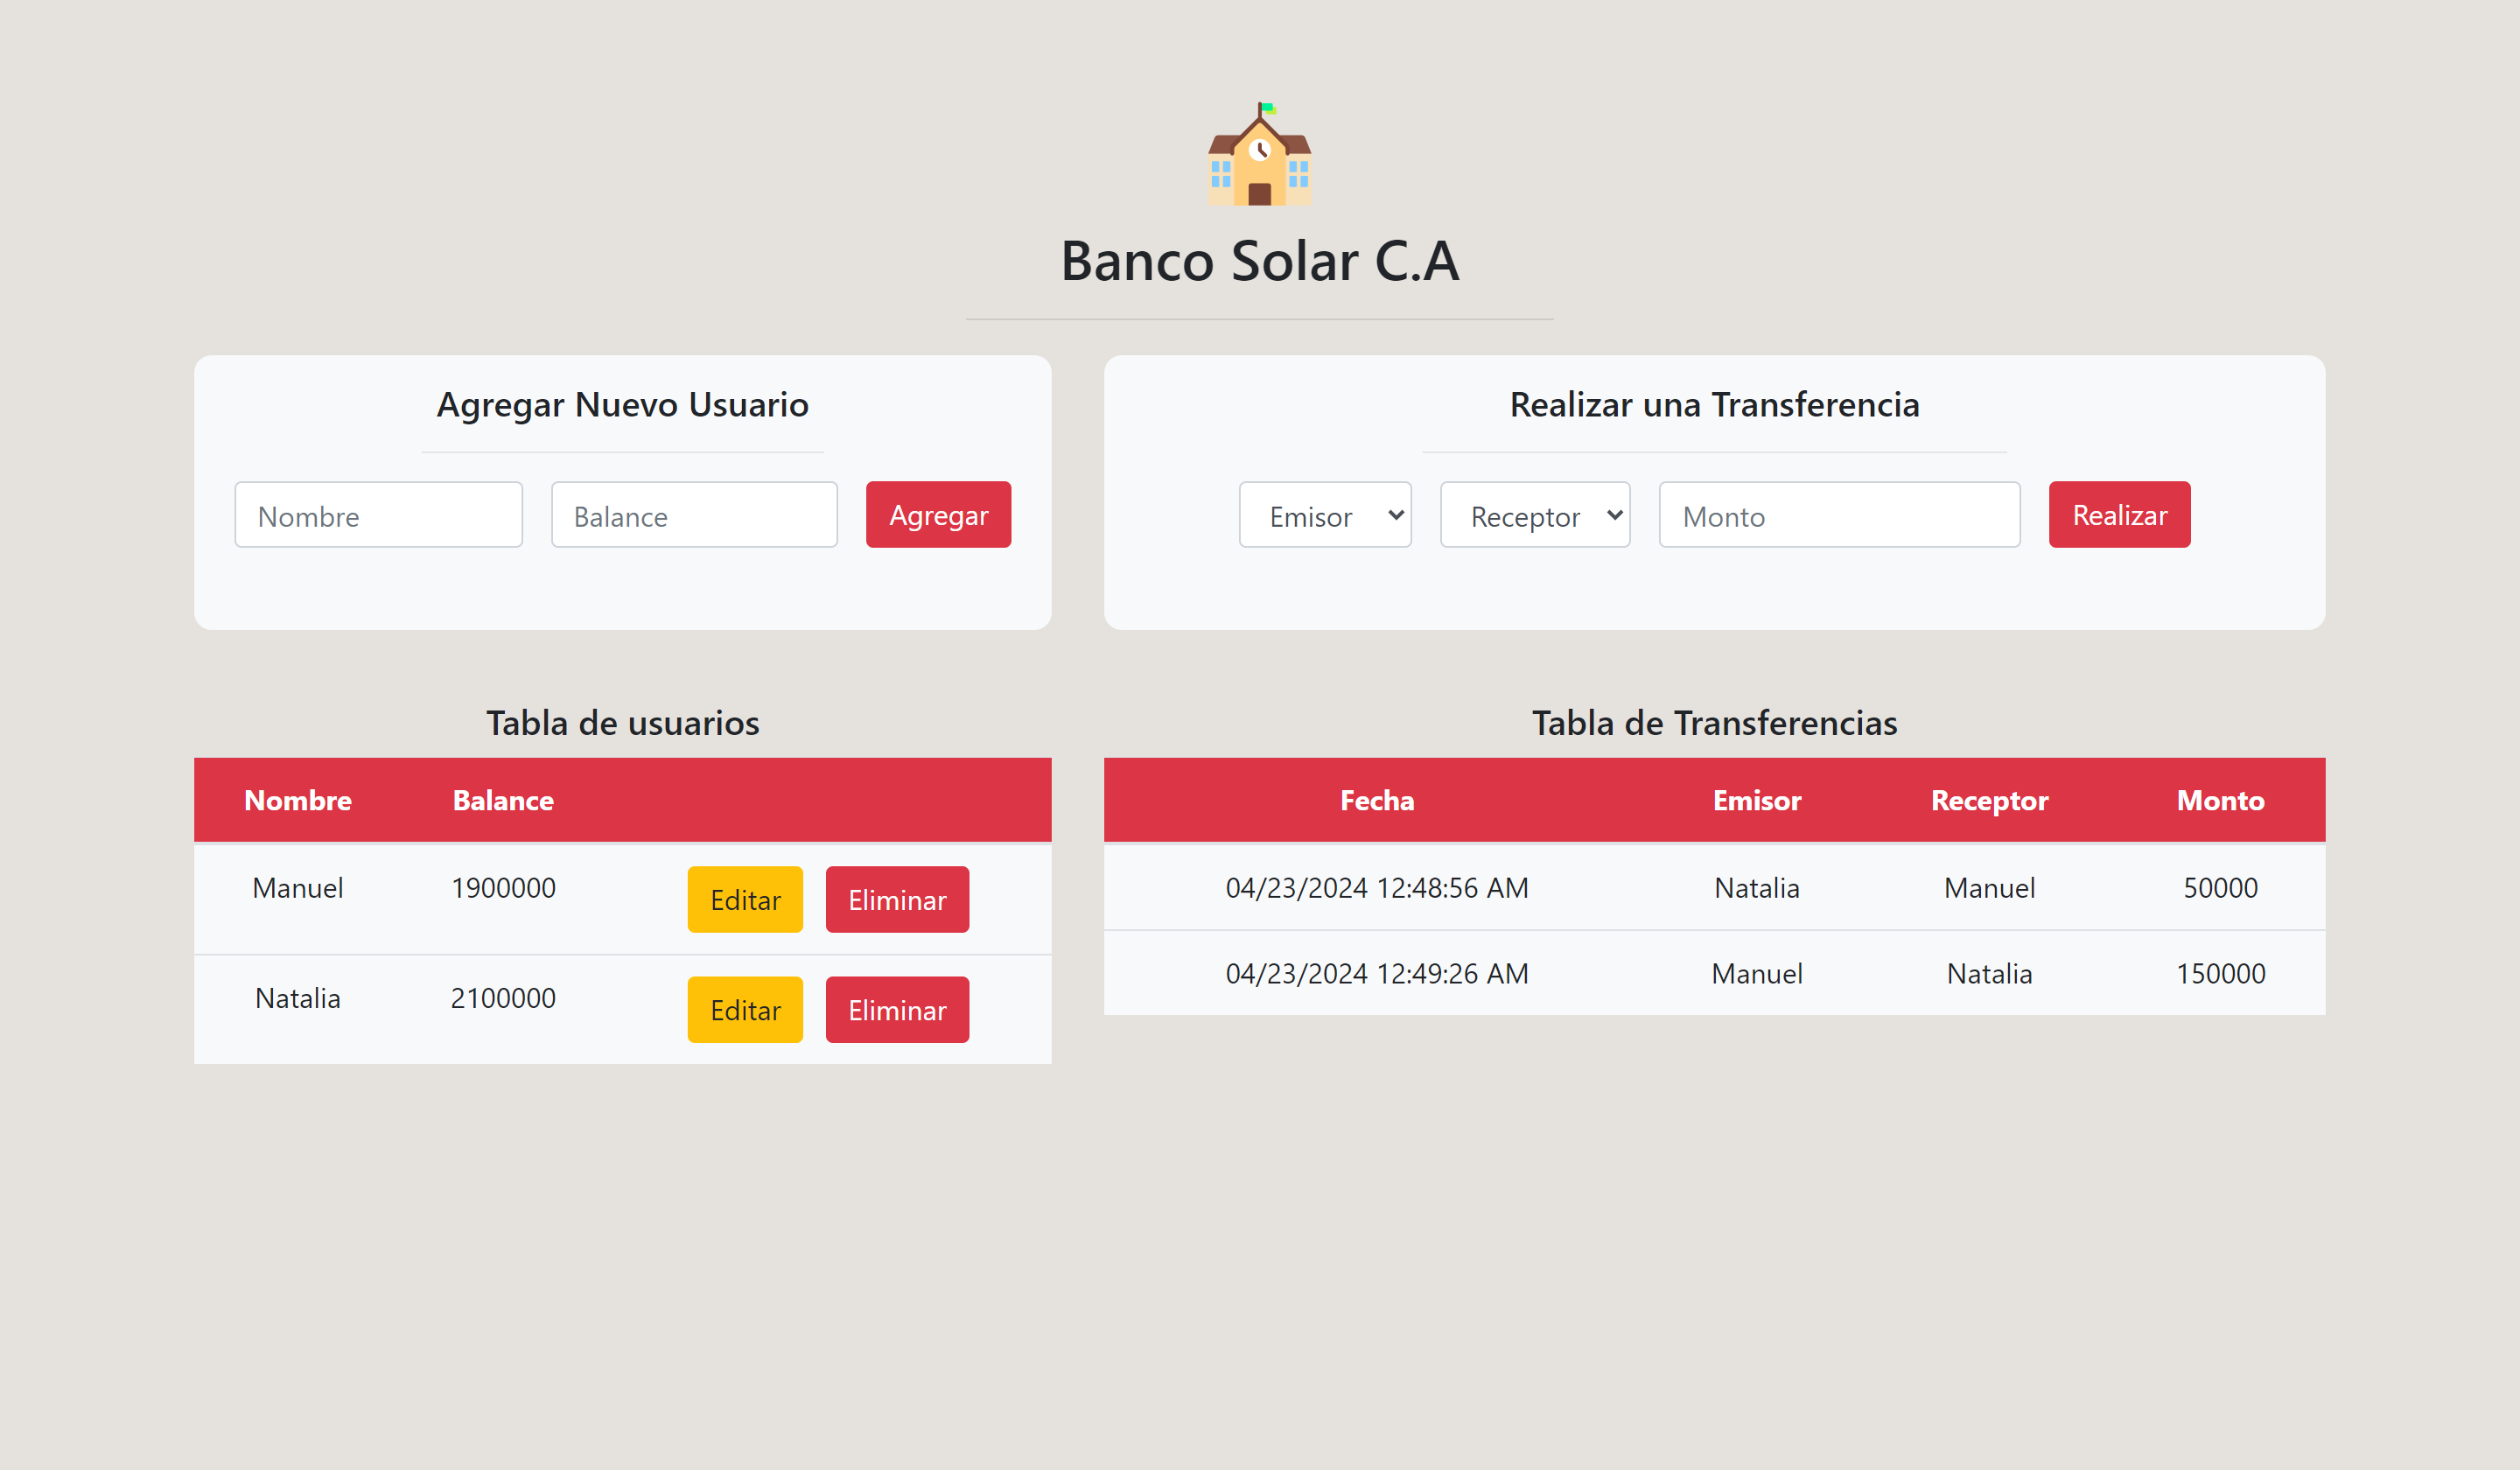 Banco Solar C.A
Agregar Nuevo Usuario
Nombre Balance Agregar
Realizar una Transferencia
Emisor Receptor Monto Realizar
Tabla de usuarios
Nombre Balance
Manuel 1900000 Editar Eliminar
Natalia 2100000 Editar Eliminar
Tabla de Transferencias
Fecha Emisor Receptor Monto
04/23/2024 12:48:56 AM Natalia Manuel 50000
04/23/2024 12:49:26 AM Manuel Natalia 150000